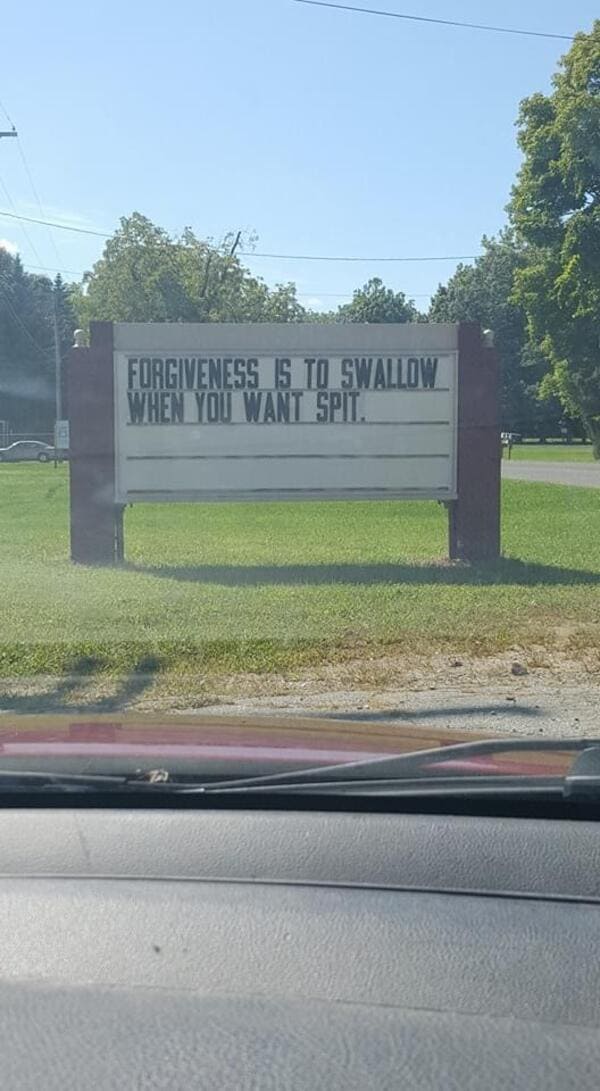 FORGIVENESS IS TO SWALLOW
WHEN YOU WANT SPIT.